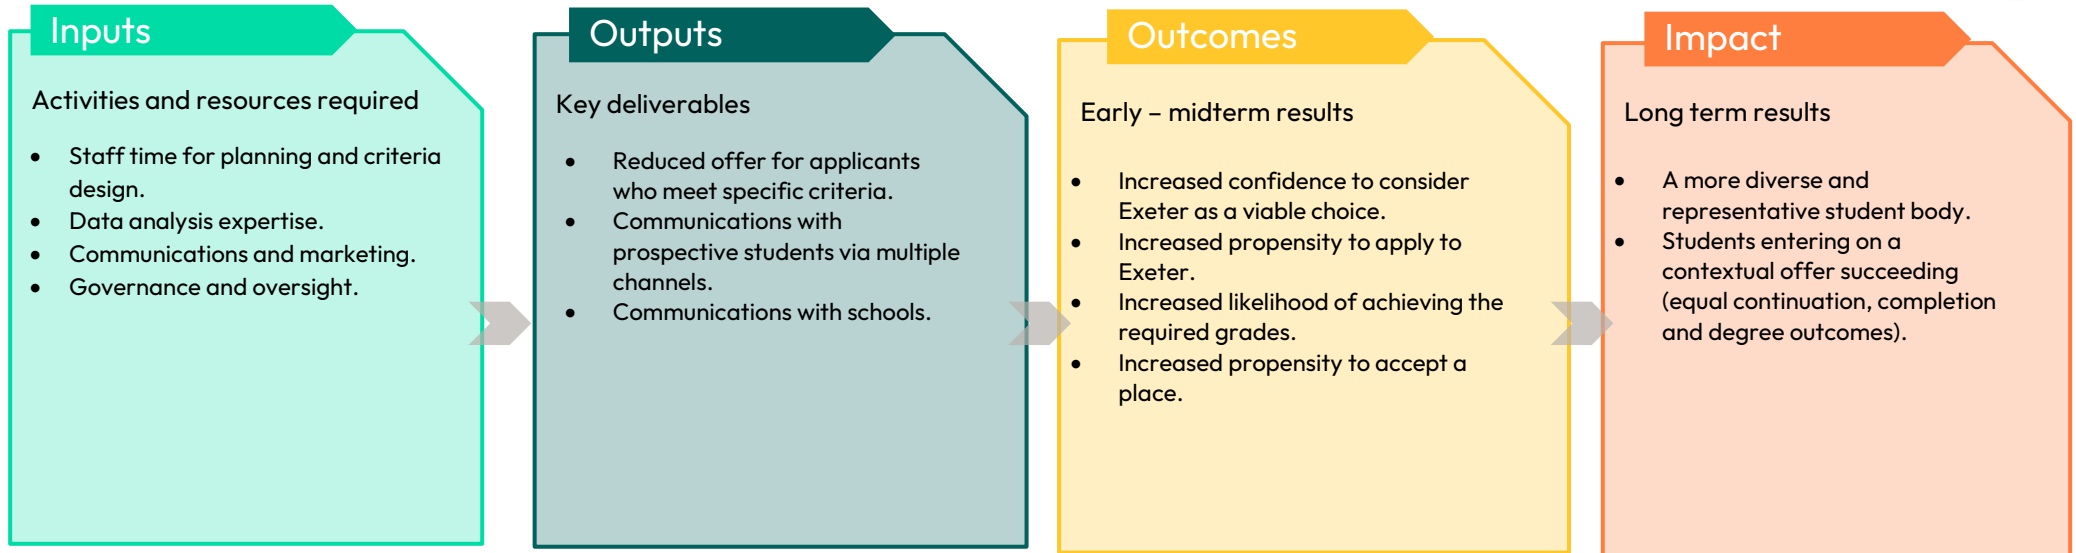 Inputs
Activities and resources required
• Staff time for planning and criteria
design.
• Data analysis expertise.
• Communications and marketing.
• Governance and oversight.
Outputs
Key deliverables
• Reduced offer for applicants
who meet specific criteria.
• Communications with
prospective students via multiple
channels.
• Communications with schools.
Outcomes
Early – midterm results
• Increased confidence to consider
Exeter as a viable choice.
• Increased propensity to apply to
Exeter.
• Increased likelihood of achieving the
required grades.
• Increased propensity to accept a
place.
Impact
Long term results
• A more diverse and
representative student body.
• Students entering on a
contextual offer succeeding
(equal continuation, completion
and degree outcomes).